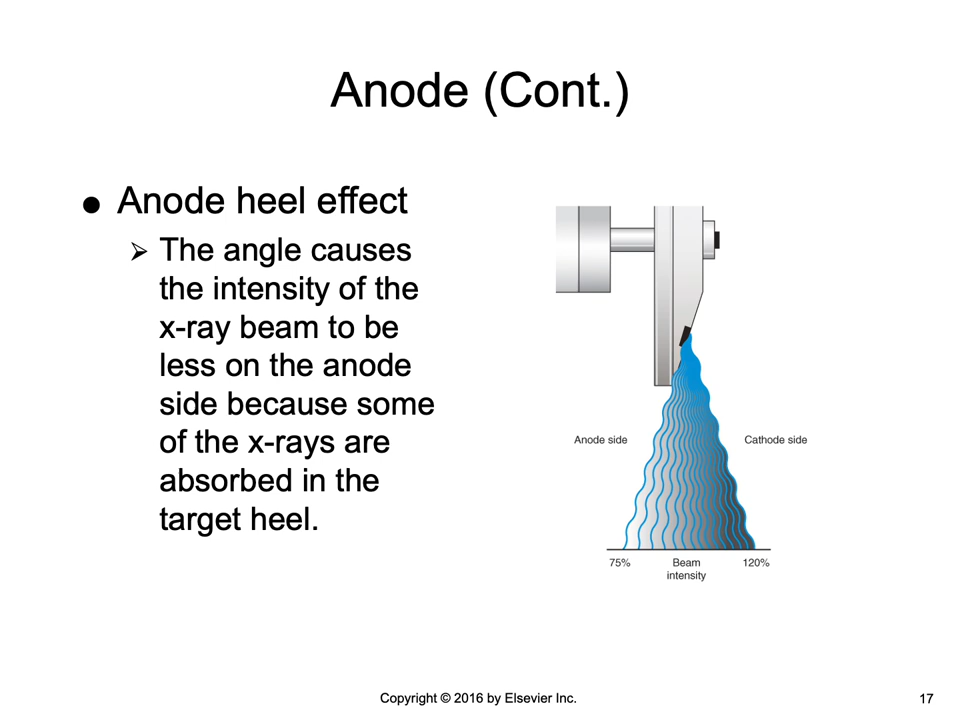 Anode (Cont.)
● Anode heel effect
➢ The angle causes
the intensity of the
x-ray beam to be
less on the anode
side because some
of the x-rays are
absorbed in the
target heel.
Anode side
Cathode side
75%
Beam
intensity
120%
Copyright © 2016 by Elsevier Inc.
17